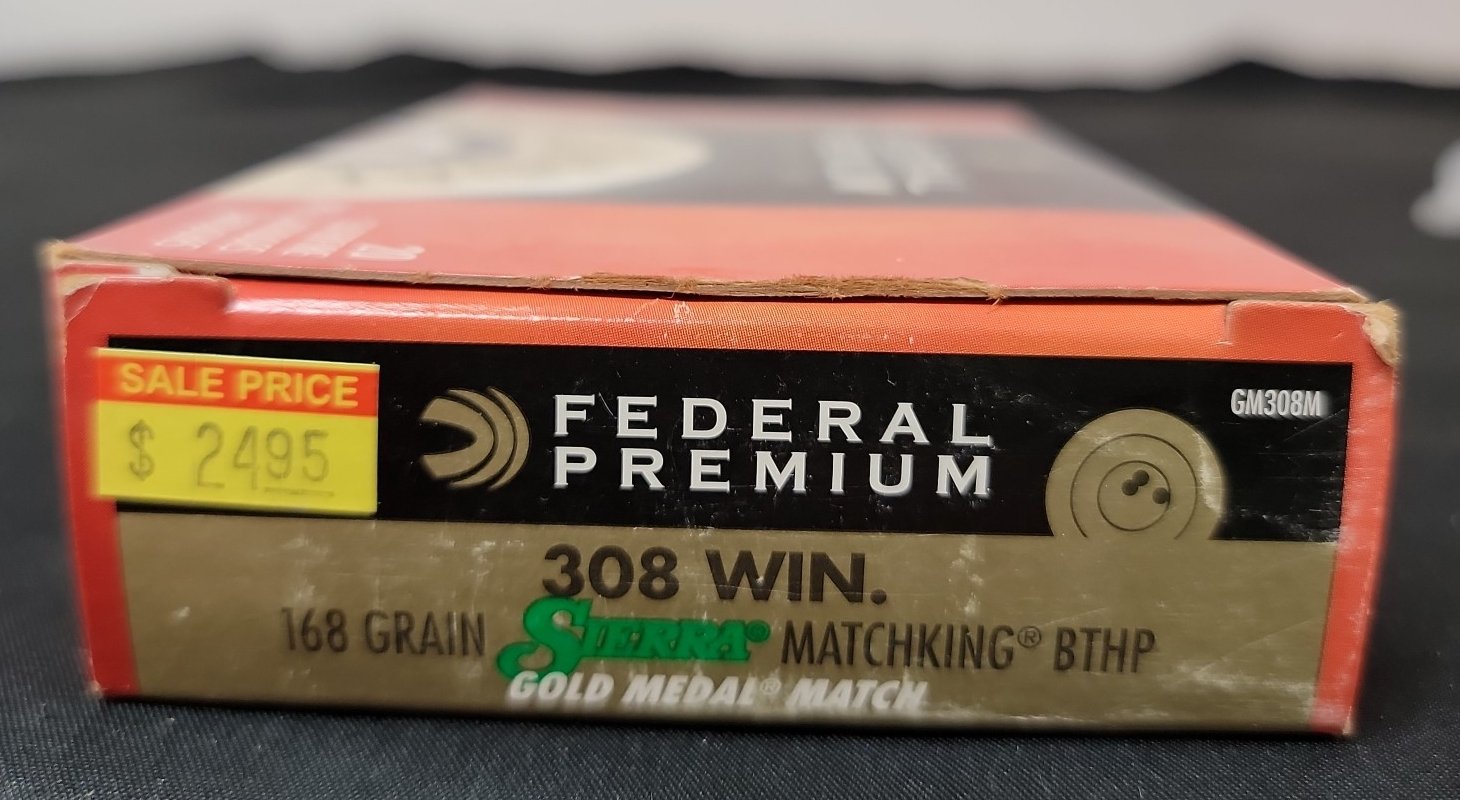 SALE PRICE
$ 2495
FEDERAL
PREMIUM
GM308M
308 WIN.
168 GRAIN SIERRA® MATCHKING® BTHP
GOLD MEDAL® MATCH